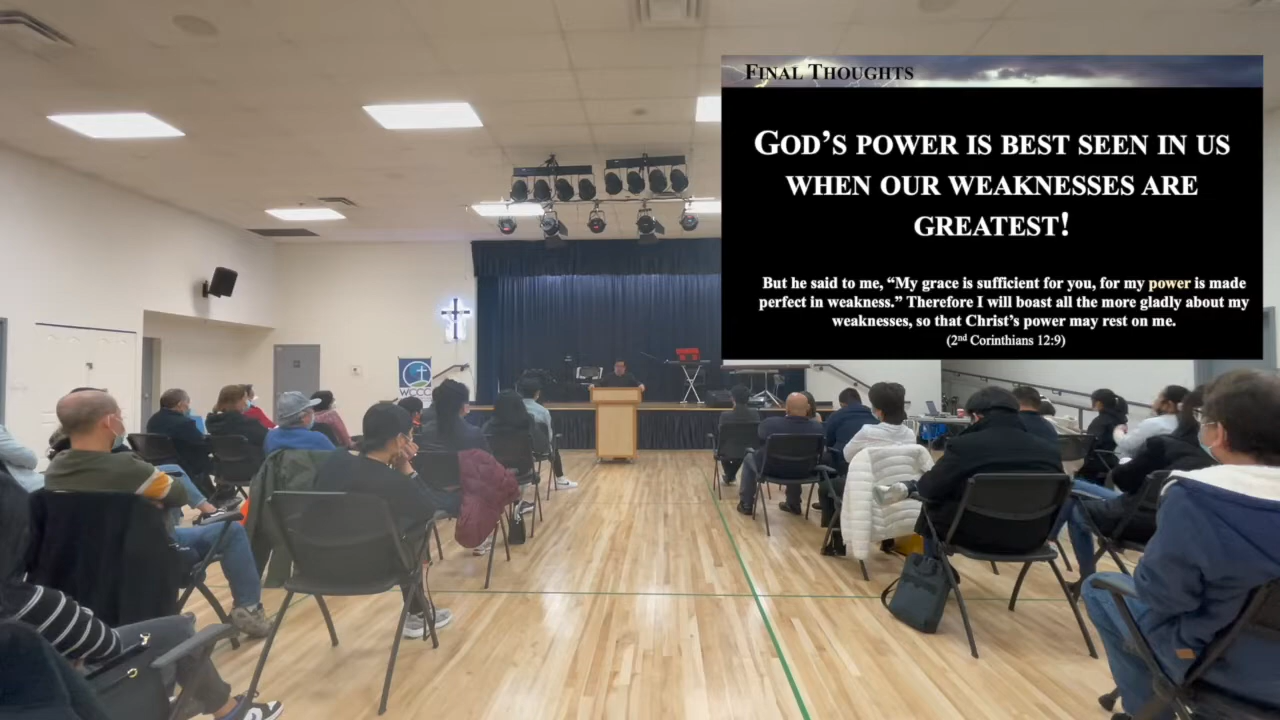 FINAL THOUGHTS
GOD'S POWER IS BEST SEEN IN US
WHEN OUR WEAKNESSES ARE
GREATEST!
But he said to me, “My grace is sufficient for you, for my power is made
perfect in weakness.” Therefore I will boast all the more gladly about my
weaknesses, so that Christ’s power may rest on me.
(2nd Corinthians 12:9)
WCCC